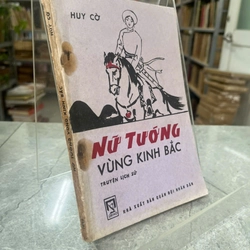 HUY CỜ
NỮ TƯỚNG
VÙNG KINH BẮC
TRUYỆN LỊCH SỬ
NHÀ XUẤT BẢN QUÂN ĐỘI NHÂN DÂN